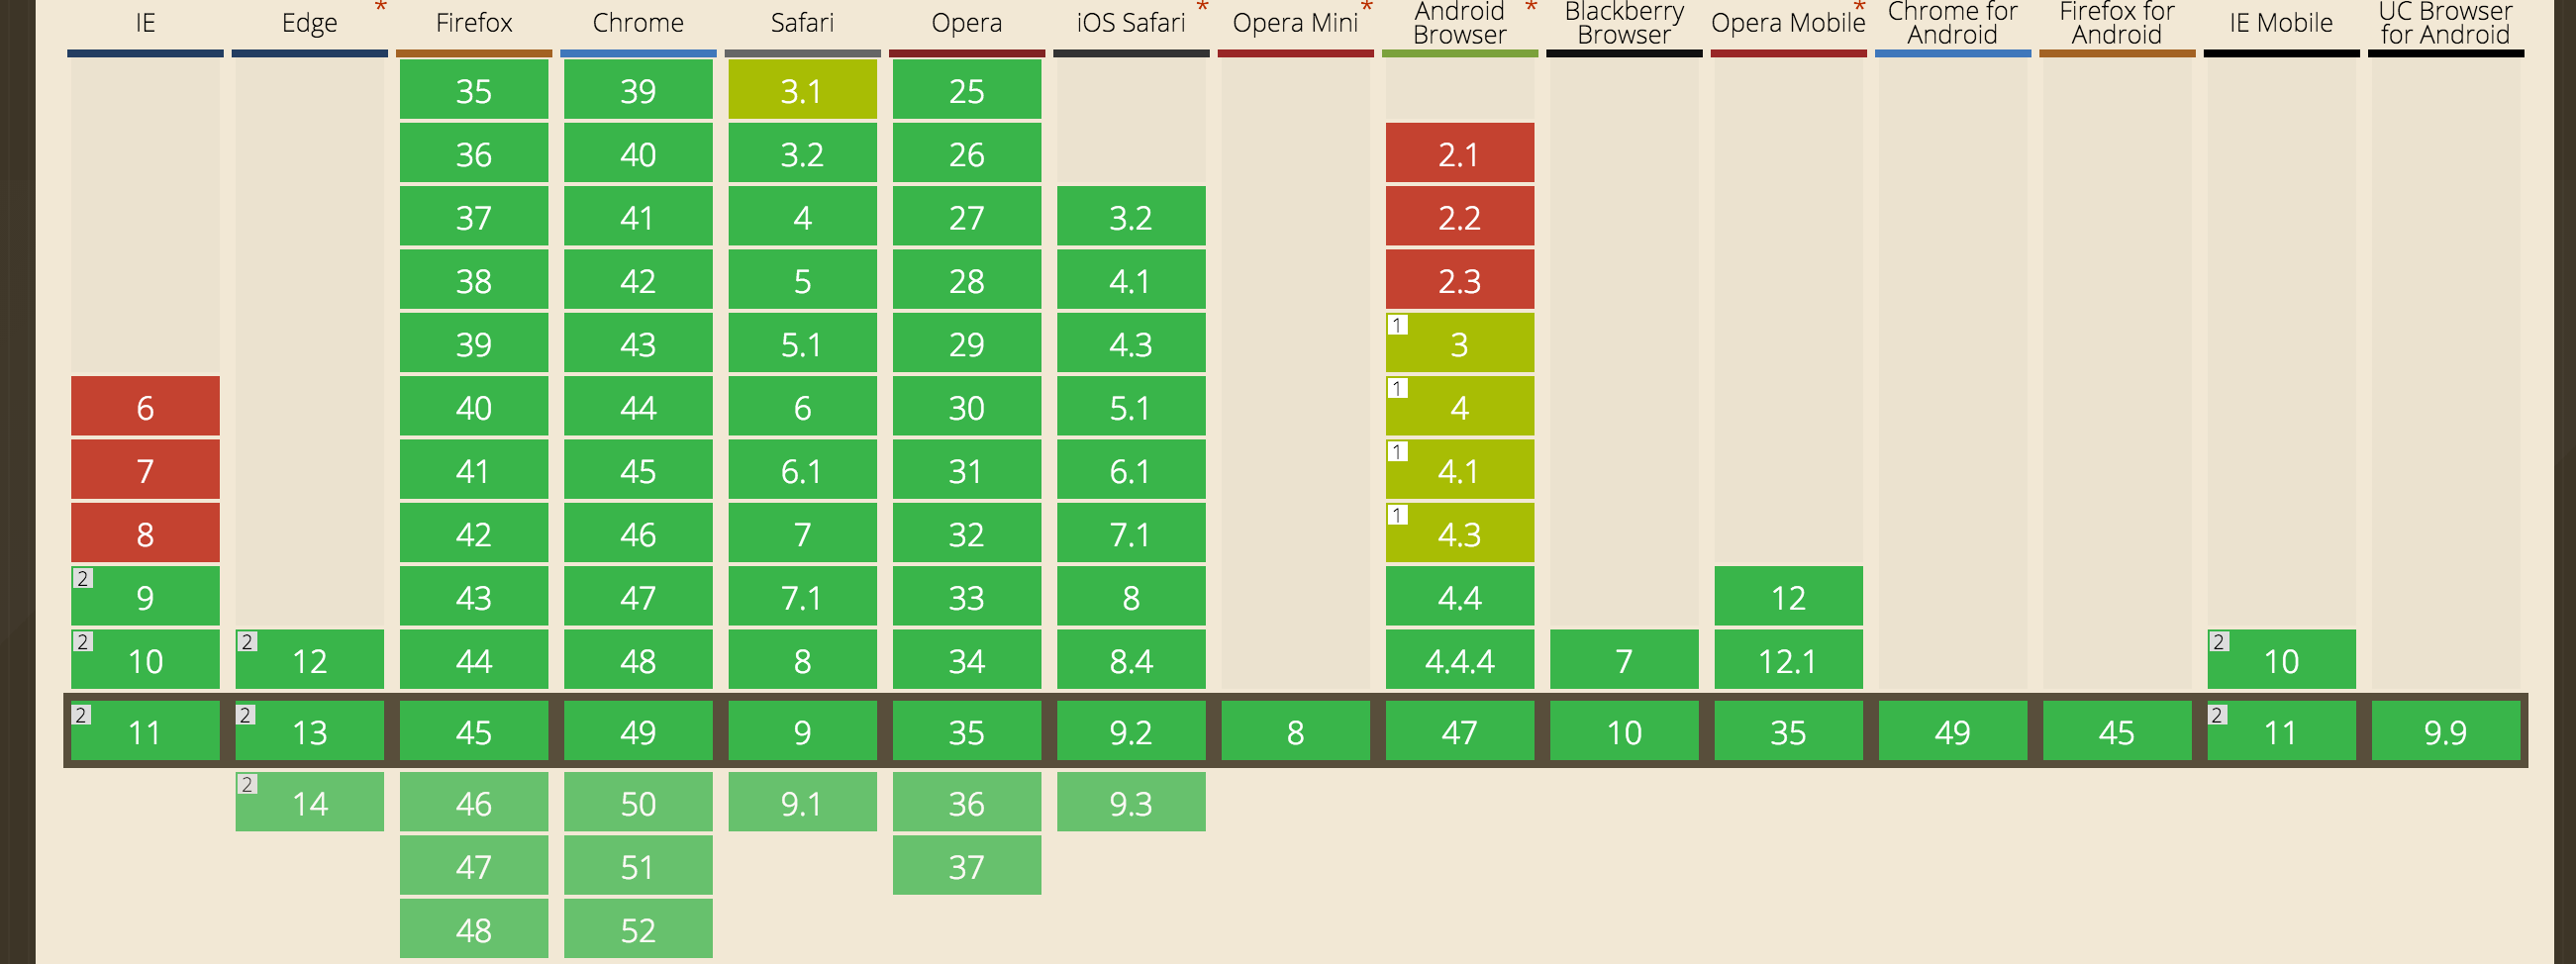 IE Edge * Firefox Chrome Safari Opera iOS Safari * Opera Mini * Android Browser * Blackberry Browser Opera Mobile * Chrome for Android Firefox for Android IE Mobile UC Browser for Android
35 39 3.1 25
36 40 3.2 26 2.1
37 41 4 27 3.2 2.2
38 42 5 28 4.1 2.3
39 43 5.1 29 4.3 1 3
6 40 44 6 30 5.1 1 4
7 41 45 6.1 31 6.1 1 4.1
8 42 46 7 32 7.1 1 4.3
2 9 43 47 7.1 33 8 4.4 12
2 10 2 12 44 48 8 34 8.4 4.4.4 7 12.1 2 10
2 11 2 13 45 49 9 35 9.2 8 47 10 35 49 45 2 11 9.9
2 14 46 50 9.1 36 9.3
47 51 37
48 52